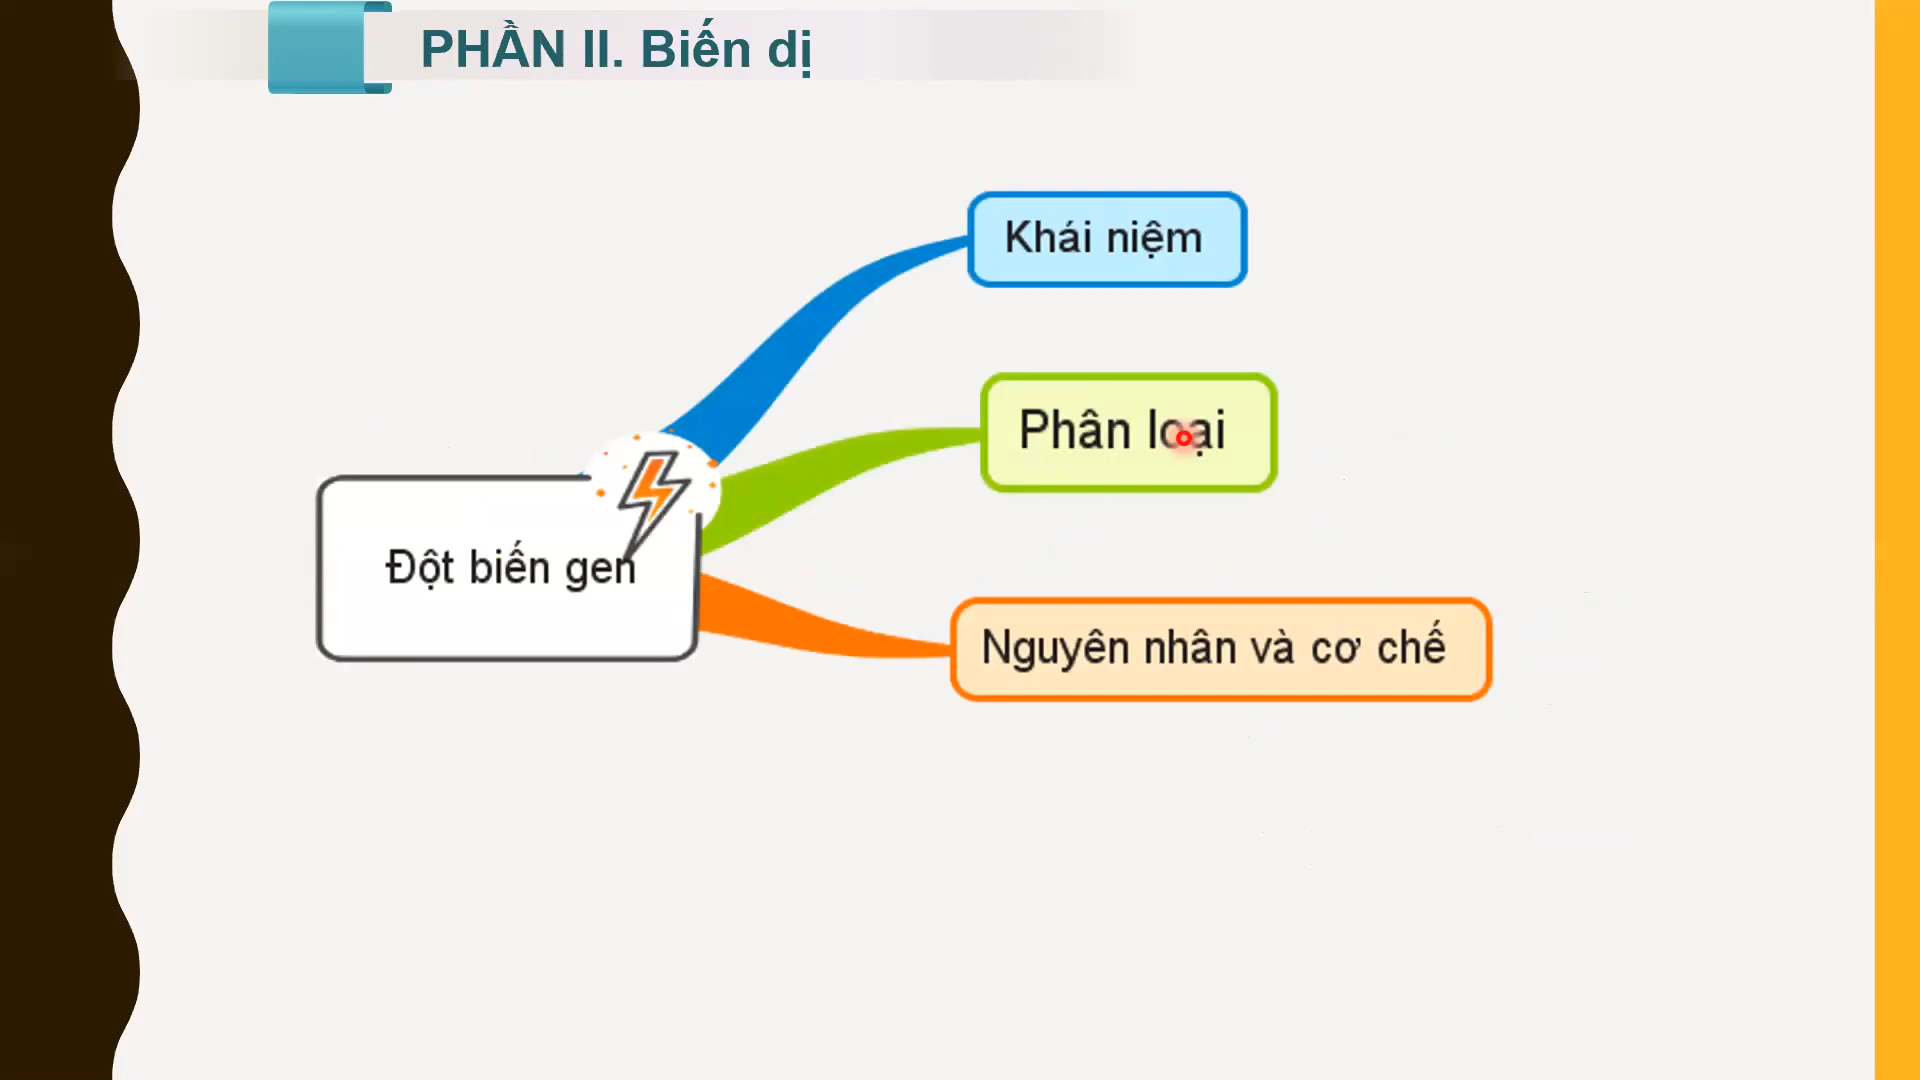 PHẦN II. Biến dị
Khái niệm
Phân loại
Đột biến gen
Nguyên nhân và cơ chế